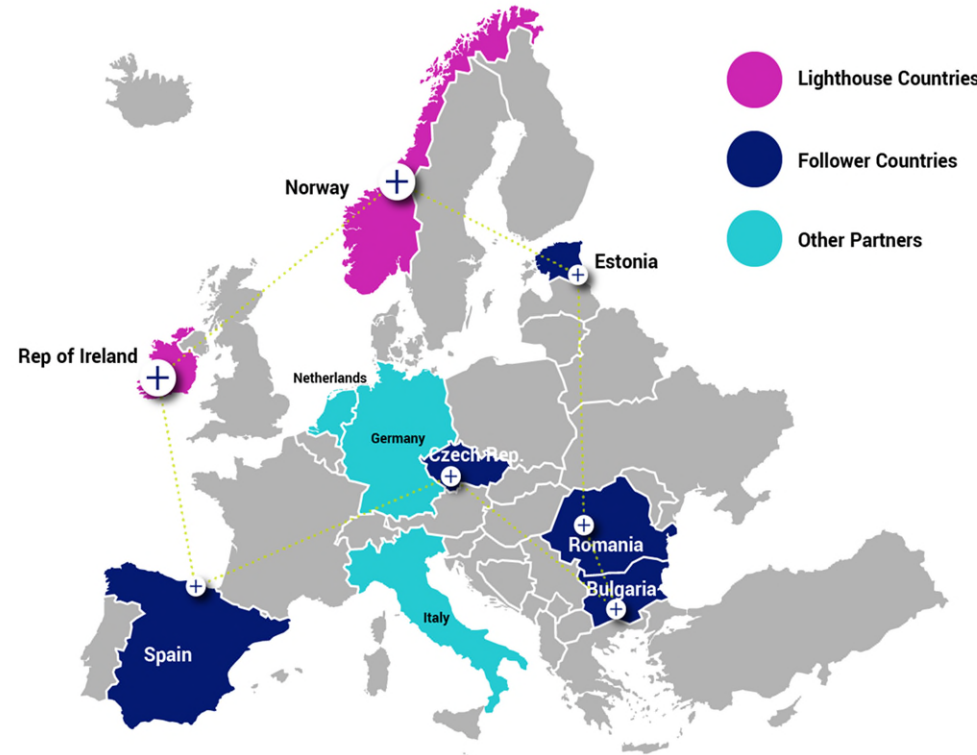 Lighthouse Countries
Follower Countries
Other Partners
Norway
Estonia
Rep of Ireland
Netherlands
Germany
Czech Rep.
Romania
Bulgaria
Italy
Spain